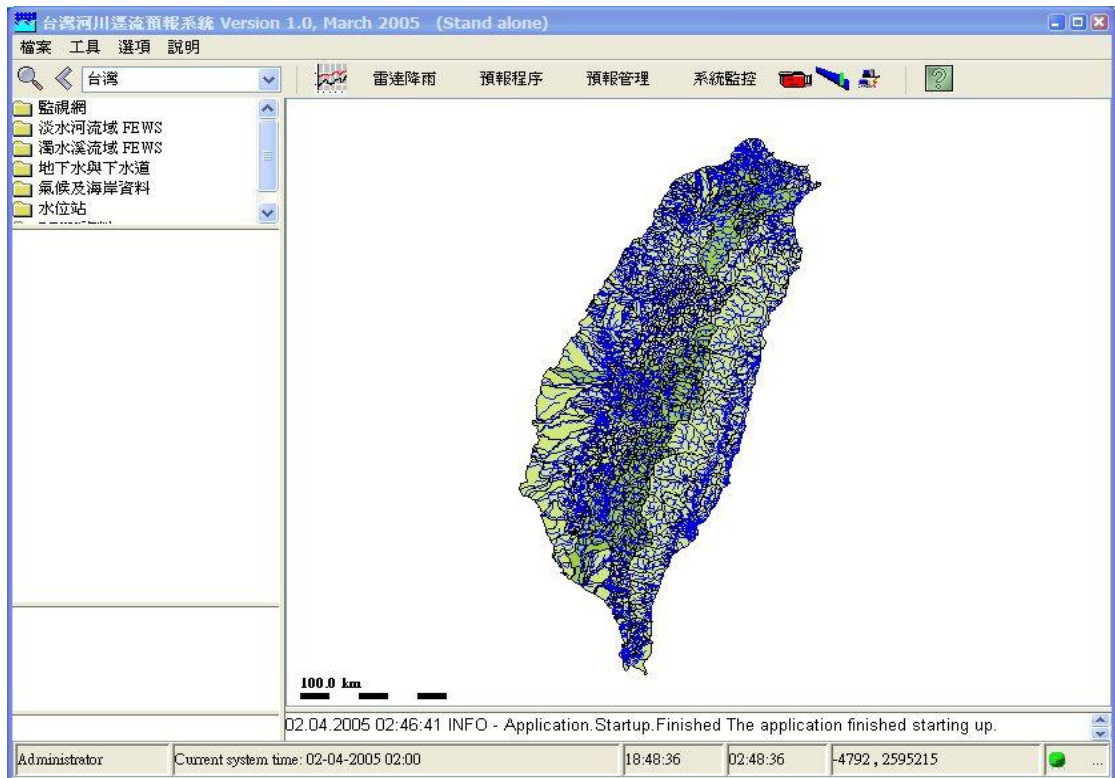 台灣河川逕流預報系統 Version 1.0, March 2005 (Stand alone)
檔案 工具 選項 說明
台灣 雷達降雨 預報程序 預報管理 系統監控
監視網
淡水河流域 FEWS
濁水溪流域 FEWS
地下水與下水道
氣候及海岸資料
水位站
100.0 km
02.04.2005 02:46:41 INFO - Application.Startup.Finished The application finished starting up.
Administrator Current system time: 02-04-2005 02:00 18:48:36 02:48:36 -4792 , 2595215 ...